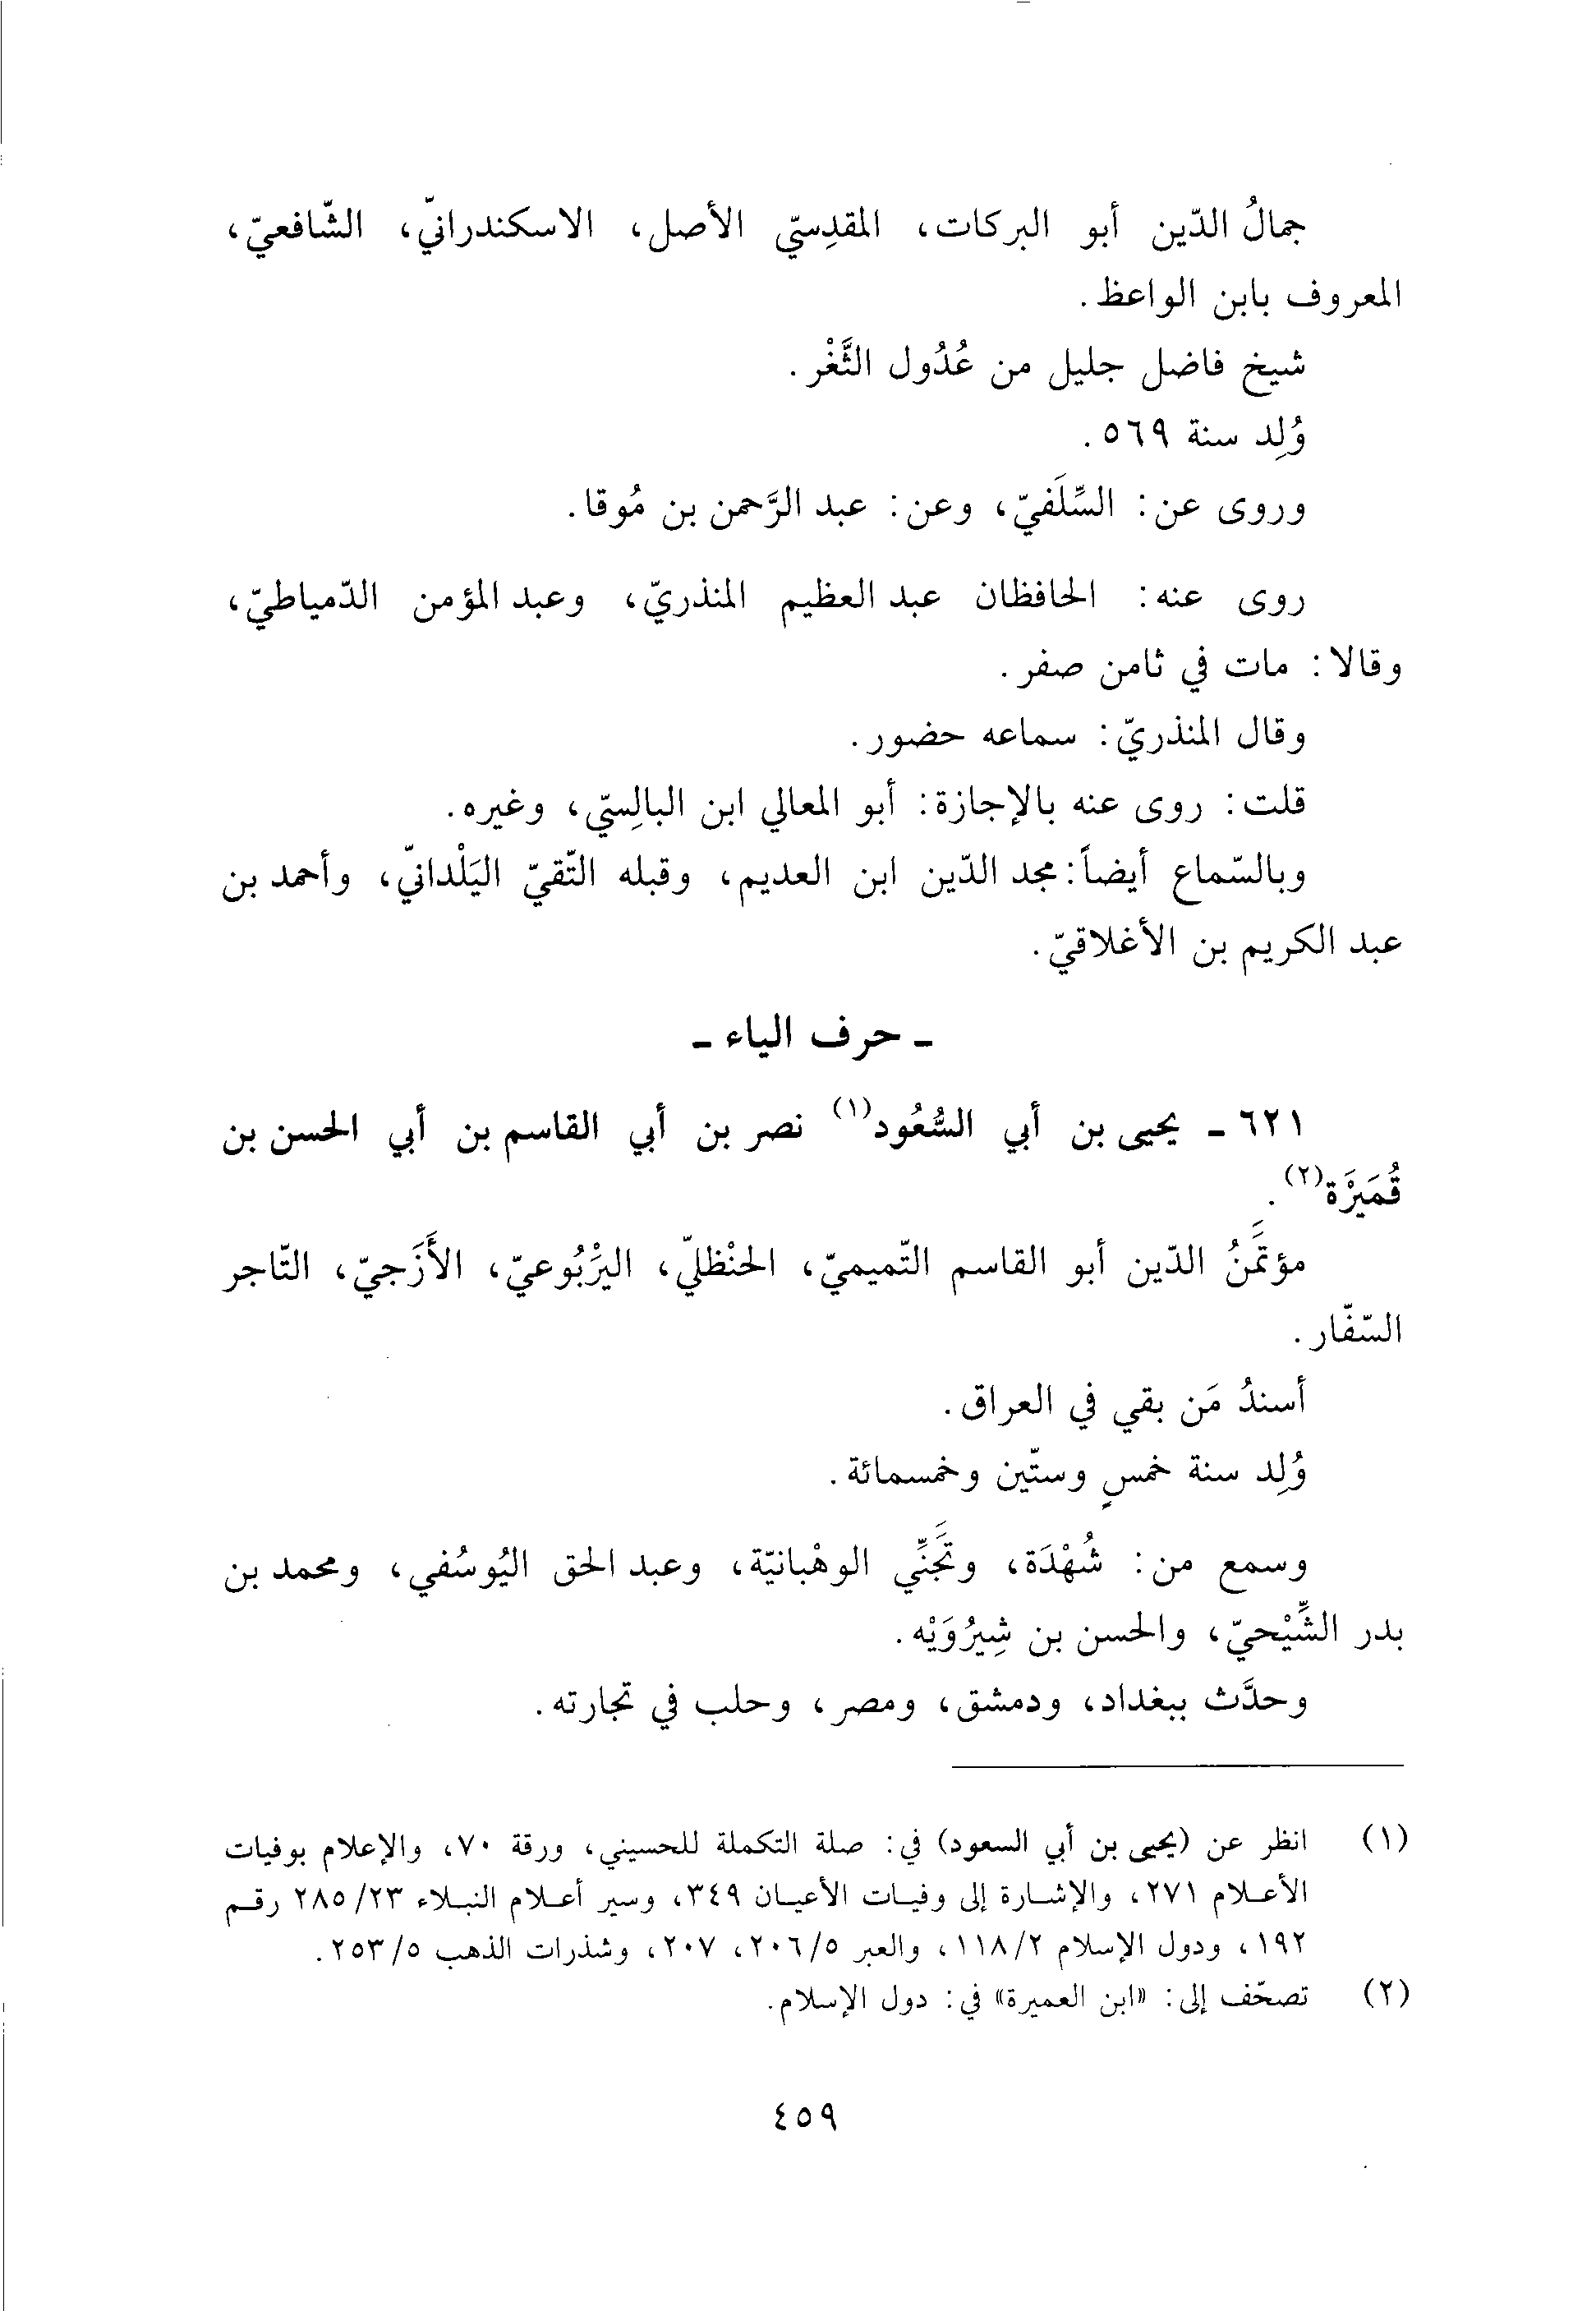 جمالُ الدّين أبو البركات، المقدِسيّ الأصل، الاسكندرانيّ، الشّافعيّ،
المعروف بابن الواعظ.
شيخ فاضل جليل من عُدُول الثَّغْر.
وُلِد سنة ٥٦٩.
وروى عن: السِّلَفيّ، وعن: عبد الرَّحمن بن مُوقا.
روى عنه: الحافظان عبد العظيم المنذريّ، وعبد المؤمن الدّمياطيّ،
وقالا: مات في ثامن صفر.
وقال المنذريّ: سماعه حضور.
قلت: روى عنه بالإجازة: أبو المعالي ابن البالِسيّ، وغيره.
وبالسّماع أيضاً: مجد الدّين ابن العديم، وقبله التّقيّ اليَلْدانيّ، وأحمد بن
عبد الكريم بن الأغلاقيّ.
ـ حرف الياء ـ
٦٢١ ـ يحيى بن أبي السُّعُود(١) نصر بن أبي القاسم بن أبي الحسن بن
قُمَيْرَة(٢).
مؤتَمَنُ الدّين أبو القاسم التّميميّ، الحنْظليّ، اليَرْبُوعيّ، الأَزَجيّ، التّاجر
السّفّار.
أسندُ مَن بقي في العراق.
وُلِد سنة خمسٍ وستّين وخمسمائة.
وسمع من: شُهْدَة، وتَجَنِّي الوهْبانيّة، وعبد الحق اليُوسُفي، ومحمد بن
بدر الشِّيْحيّ، والحسن بن شِيرُوَيْه.
وحدَّث ببغداد، ودمشق، ومصر، وحلب في تجارته.
(١) انظر عن (يحيى بن أبي السعود) في: صلة التكملة للحسيني، ورقة ٧٠، والإعلام بوفيات
الأعلام ٢٧١، والإشارة إلى وفيات الأعيان ٣٤٩، وسير أعلام النبلاء ٢٨٥/٢٣ رقم
١٩٢، ودول الإسلام ١١٨/٢، والعبر ٢٠٦/٥، ٢٠٧، وشذرات الذهب ٢٥٣/٥.
(٢) تصحّف إلى: «ابن العميرة» في: دول الإسلام.
٤٥٩